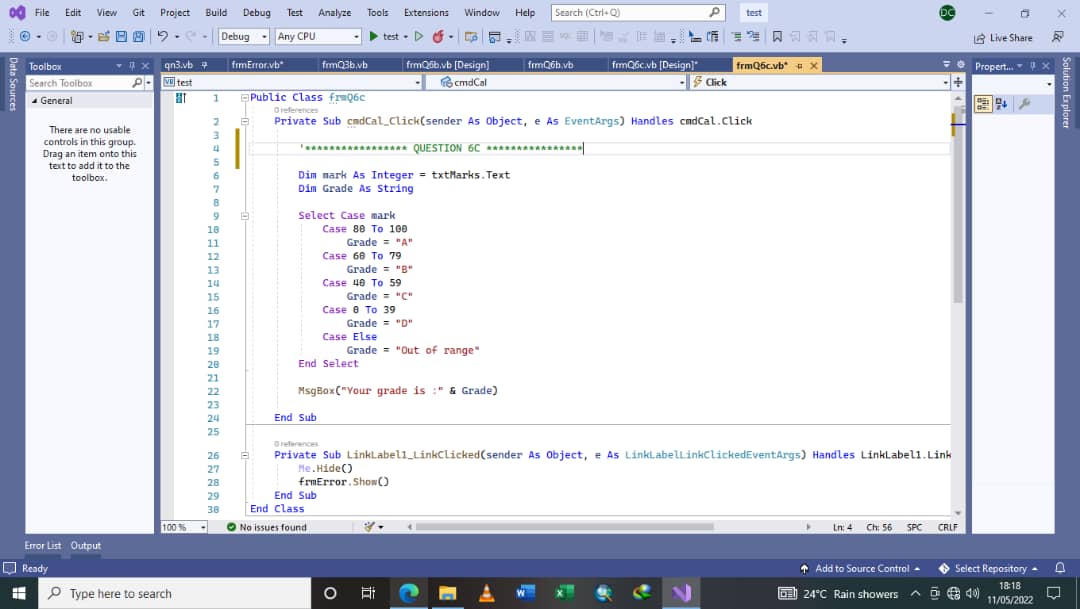 File Edit View Git Project Build Debug Test Analyze Tools Extensions Window Help Search (Ctrl+Q) test DC
Debug Any CPU test Live Share
Data Sources
Toolbox
Search Toolbox
General
There are no usable
controls in this group.
Drag an item onto this
text to add it to the
toolbox.
qn3.vb frmError.vb* frmQ3b.vb frmQ6b.vb [Design] frmQ6b.vb frmQ6c.vb [Design]* frmQ6c.vb*
VB test cmdCal Click
1 Public Class frmQ6c
0 references
2 Private Sub cmdCal_Click(sender As Object, e As EventArgs) Handles cmdCal.Click
3
4 '***************** QUESTION 6C ****************
5
6 Dim mark As Integer = txtMarks.Text
7 Dim Grade As String
8
9 Select Case mark
10 Case 80 To 100
11 Grade = "A"
12 Case 60 To 79
13 Grade = "B"
14 Case 40 To 59
15 Grade = "C"
16 Case 0 To 39
17 Grade = "D"
18 Case Else
19 Grade = "Out of range"
20 End Select
21
22 MsgBox("Your grade is :" & Grade)
23
24 End Sub
25
0 references
26 Private Sub LinkLabel1_LinkClicked(sender As Object, e As LinkLabelLinkClickedEventArgs) Handles LinkLabel1.Link
27 Me.Hide()
28 frmError.Show()
29 End Sub
30 End Class
100 % No issues found Ln: 4 Ch: 56 SPC CRLF
Propert...
Solution Explorer
Error List Output
Ready Add to Source Control Select Repository
Type here to search 24°C Rain showers 18:18
11/05/2022